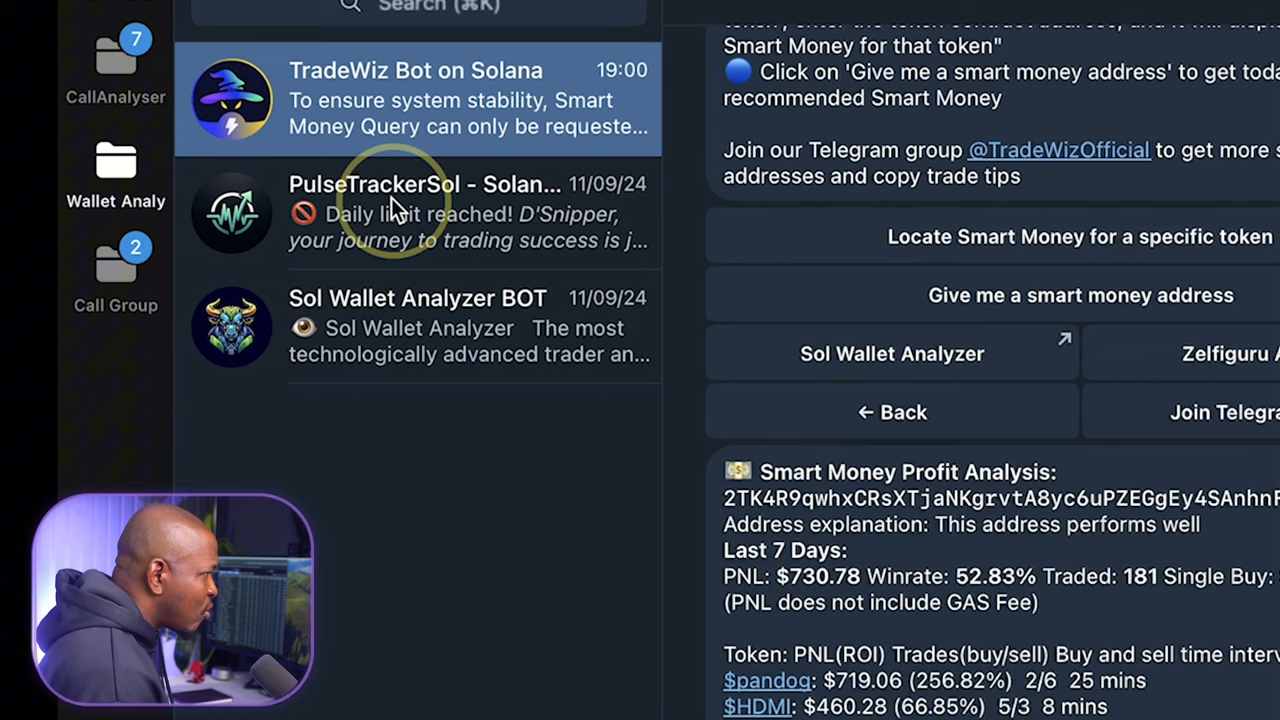 Search (⌘K)
7
CallAnalyser
Wallet Analy
2
Call Group
TradeWiz Bot on Solana 19:00
To ensure system stability, Smart
Money Query can only be requeste...
PulseTrackerSol - Solan... 11/09/24
🚫 Daily limit reached! D'Snipper,
your journey to trading success is j...
Sol Wallet Analyzer BOT 11/09/24
👁 Sol Wallet Analyzer The most
technologically advanced trader an...
Smart Money for that token"
🔵 Click on 'Give me a smart money address' to get toda
recommended Smart Money
Join our Telegram group @TradeWizOfficial to get more s
addresses and copy trade tips
Locate Smart Money for a specific token
Give me a smart money address
Sol Wallet Analyzer
Zelfiguru A
← Back
Join Telegra
💵 Smart Money Profit Analysis:
2TK4R9qwhxCRsXTjaNKgrvtA8yc6uPZEGgEy4SAnhnF
Address explanation: This address performs well
Last 7 Days:
PNL: $730.78 Winrate: 52.83% Traded: 181 Single Buy:
(PNL does not include GAS Fee)
Token: PNL(ROI) Trades(buy/sell) Buy and sell time interv
$pandog: $719.06 (256.82%) 2/6 25 mins
$HDMI: $460.28 (66.85%) 5/3 8 mins